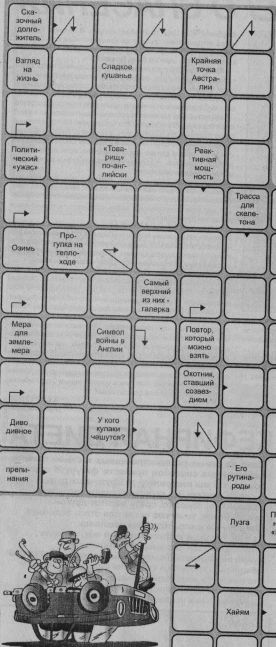 Ска-
зочный
долго-
житель
Взгляд
на
жизнь
Сладкое
кушанье
Крайняя
точка
Австра-
лии
Полити-
ческий
«ужас»
«Това-
рищ»
по-анг-
лийски
Реак-
тивная
мощ-
ность
Трасса
для
скеле-
тона
Озимь
Про-
гулка на
тепло-
ходе
Самый
верхний
из них -
галерка
Мера
для
земле-
мера
Символ
войны в
Англии
Повтор,
который
можно
взять
Охотник,
ставший
созвез-
дием
Диво
дивное
У кого
кулаки
чешутся?
препи-
нания
Его
рутина-
роды
Лузга
Хайям